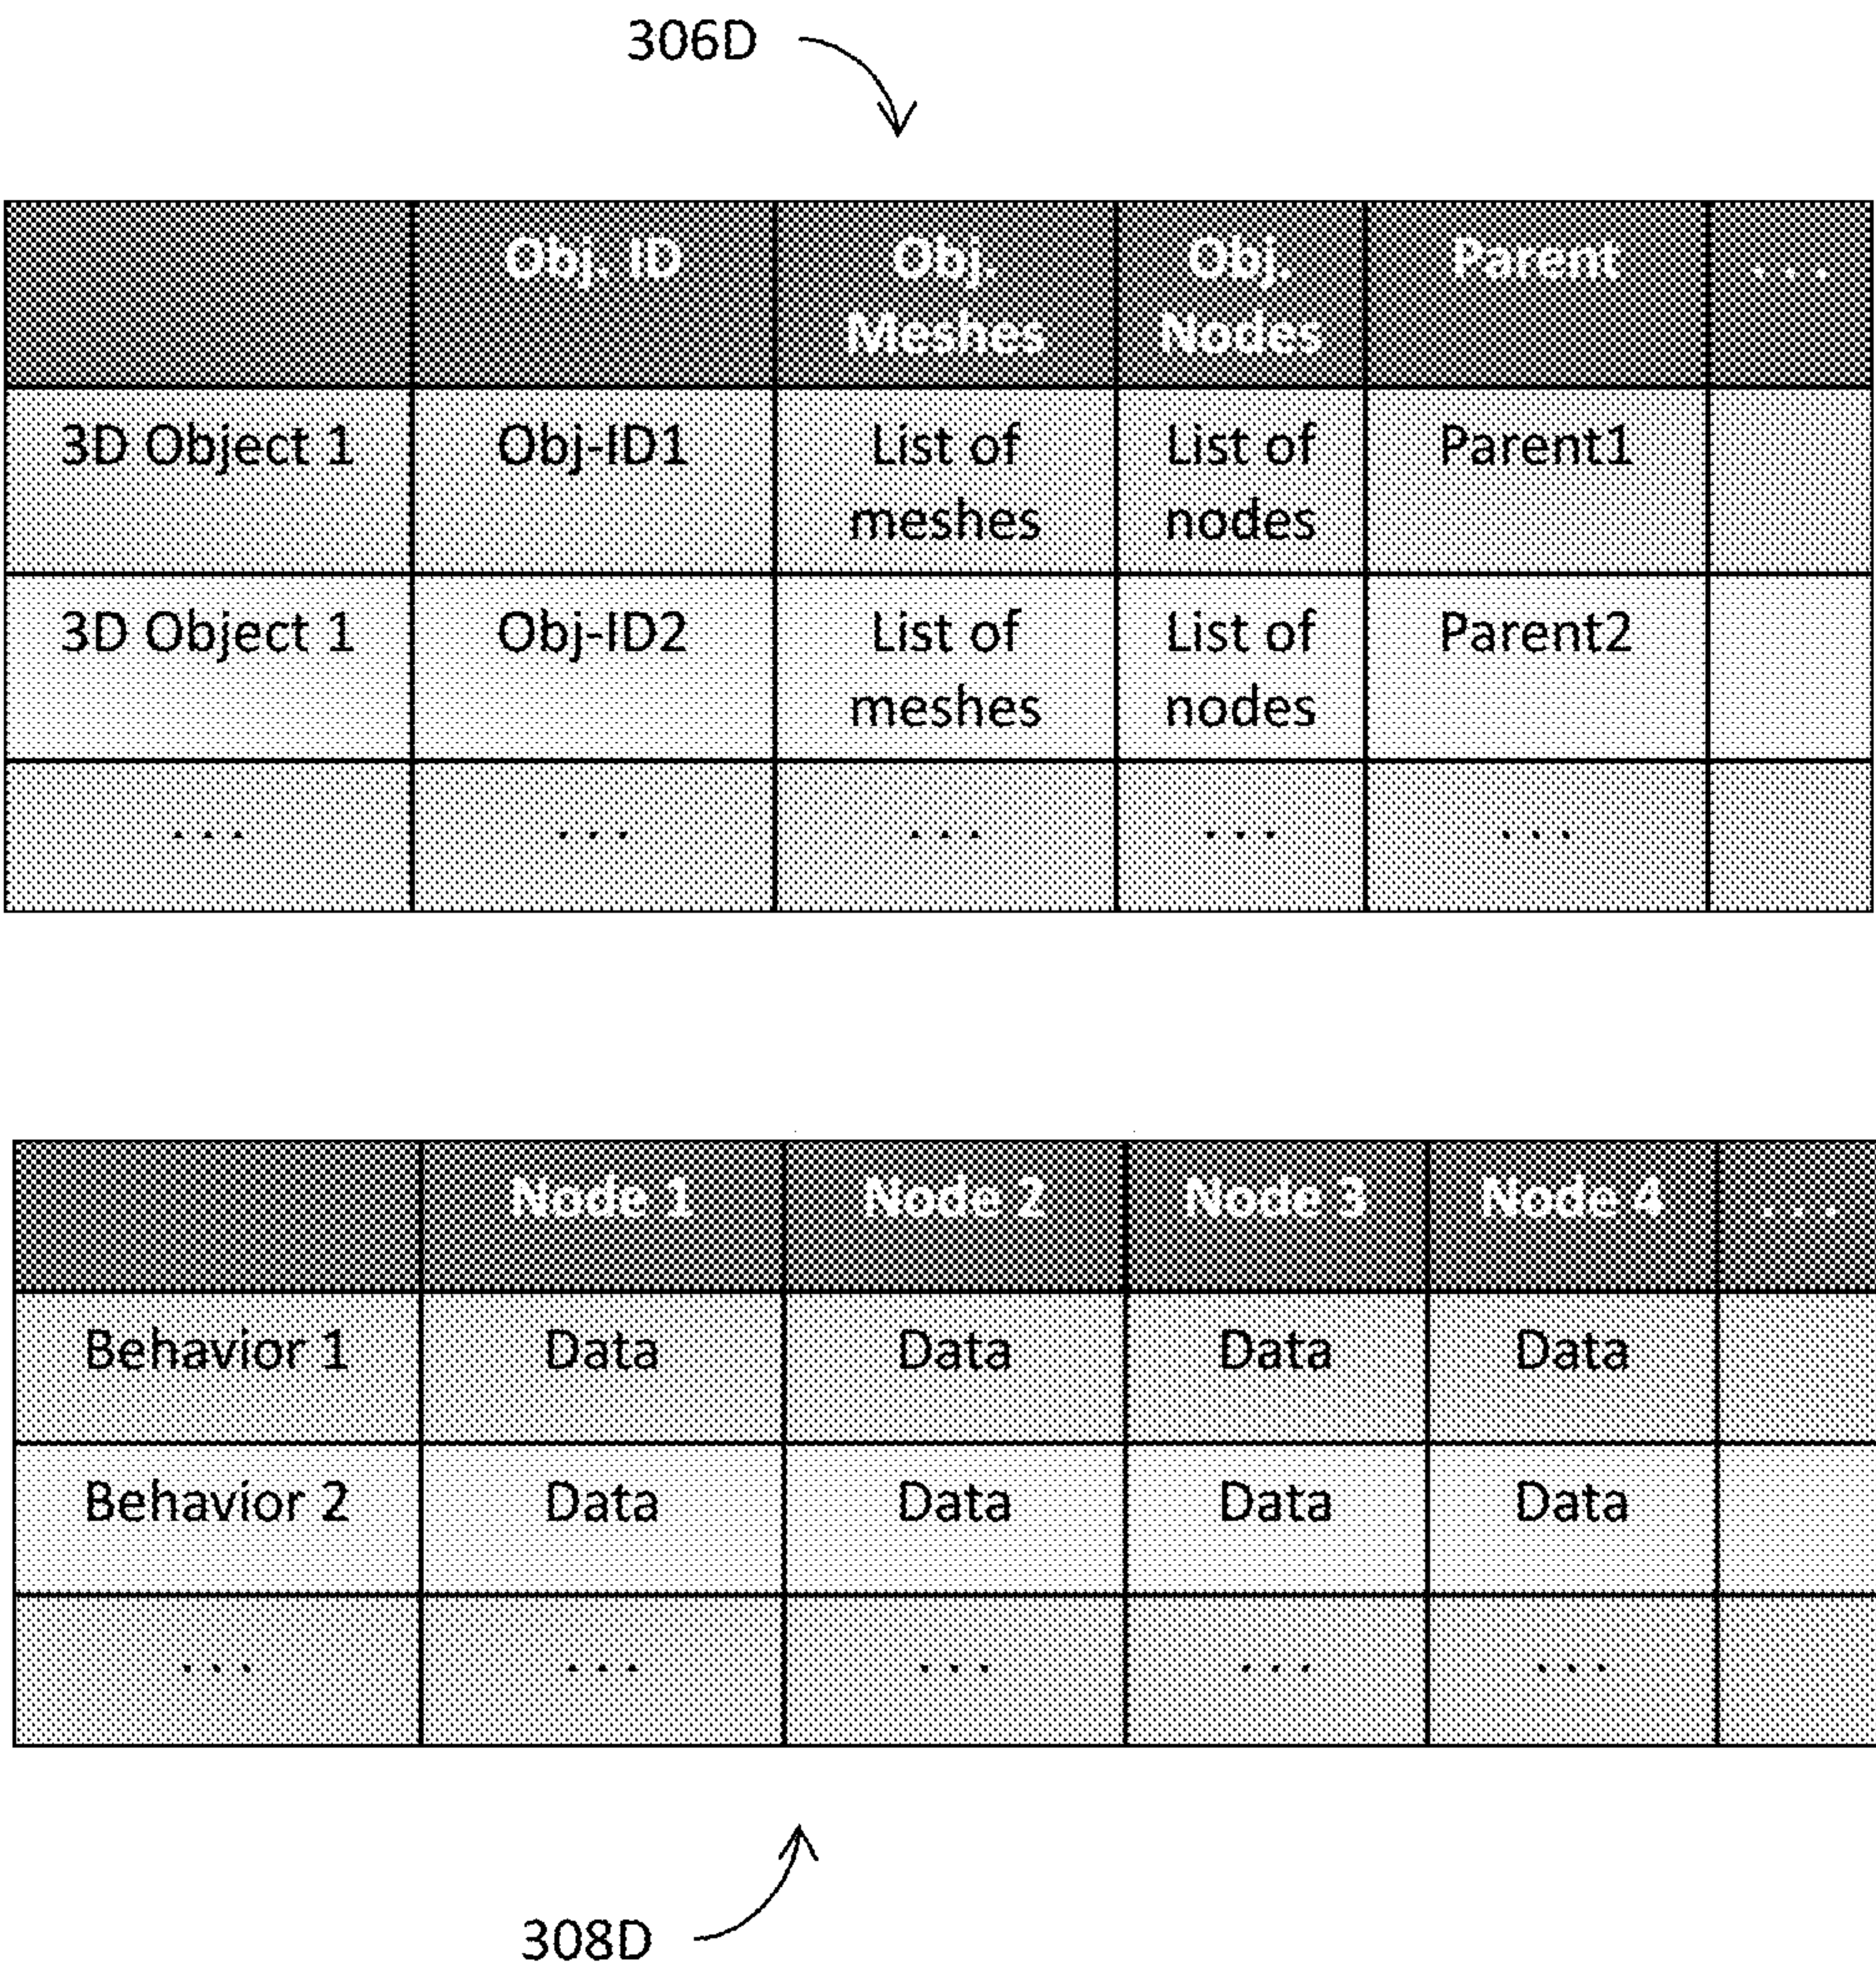 306D
Obj. ID Obj. Obj. Parent ...
Meshes Nodes
3D Object 1 Obj-ID1 List of List of Parent1
meshes nodes
3D Object 1 Obj-ID2 List of List of Parent2
meshes nodes
... ... ... ... ...
Node 1 Node 2 Node 3 Node 4 ...
Behavior 1 Data Data Data Data
Behavior 2 Data Data Data Data
... ... ... ... ...
308D